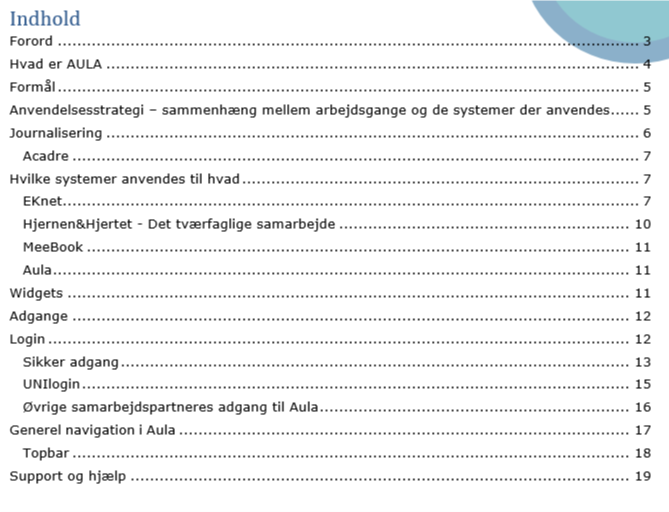 Indhold
Forord ........................................................................................ 3
Hvad er AULA ................................................................................ 4
Formål ........................................................................................ 5
Anvendelsesstrategi – sammenhæng mellem arbejdsgange og de systemer der anvendes...... 5
Journalisering ................................................................................ 6
Acadre ........................................................................................ 7
Hvilke systemer anvendes til hvad ............................................................ 7
EKnet.......................................................................................... 7
Hjernen&Hjertet - Det tværfaglige samarbejde ................................................ 10
MeeBook ...................................................................................... 11
Aula.......................................................................................... 11
Widgets ...................................................................................... 11
Adgange ...................................................................................... 12
Login ........................................................................................ 12
Sikker adgang................................................................................ 13
UNIlogin...................................................................................... 15
Øvrige samarbejdspartneres adgang til Aula.................................................... 16
Generel navigation i Aula .................................................................... 17
Topbar ........................................................................................ 18
Support og hjælp .............................................................................. 19